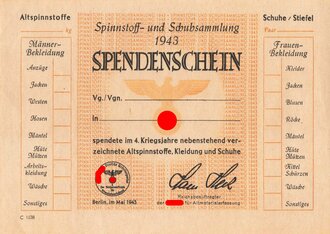 Altspinnstoffe
Schuhe / Stiefel
kg
Paar
Spinnstoff- und Schuhsammlung
1943
SPENDENSCHEIN
Vg./Vgn.
in
spendete im 4. Kriegsjahre nebenstehend ver-
zeichnete Altspinnstoffe, Kleidung und Schuhe
Berlin, im Mai 1943
Reichsbeauftragter
der
für Altmaterialerfassung
Männer-
Bekleidung
Anzüge
Jacken
Westen
Hosen
Mäntel
Hüte
Mützen
Arbeits-
kleidung
Wäsche
Sonstiges
Frauen-
Bekleidung
Kleider
Jacken
Blusen
Röcke
Mäntel
Hüte
Mützen
Kittel
Schürzen
Wäsche
Sonstiges